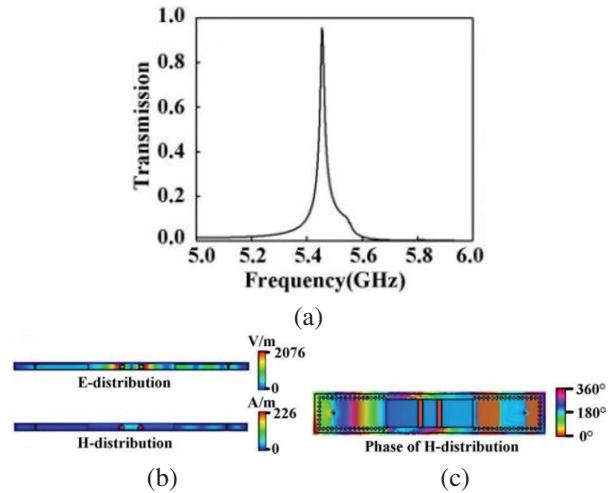 1.0
0.8
0.6
0.4
0.2
0.0
Transmission
5.0 5.2 5.4 5.6 5.8 6.0
Frequency(GHz)
(a)
V/m
2076
0
E-distribution
A/m
226
0
H-distribution
(b)
360°
180°
0°
Phase of H-distribution
(c)